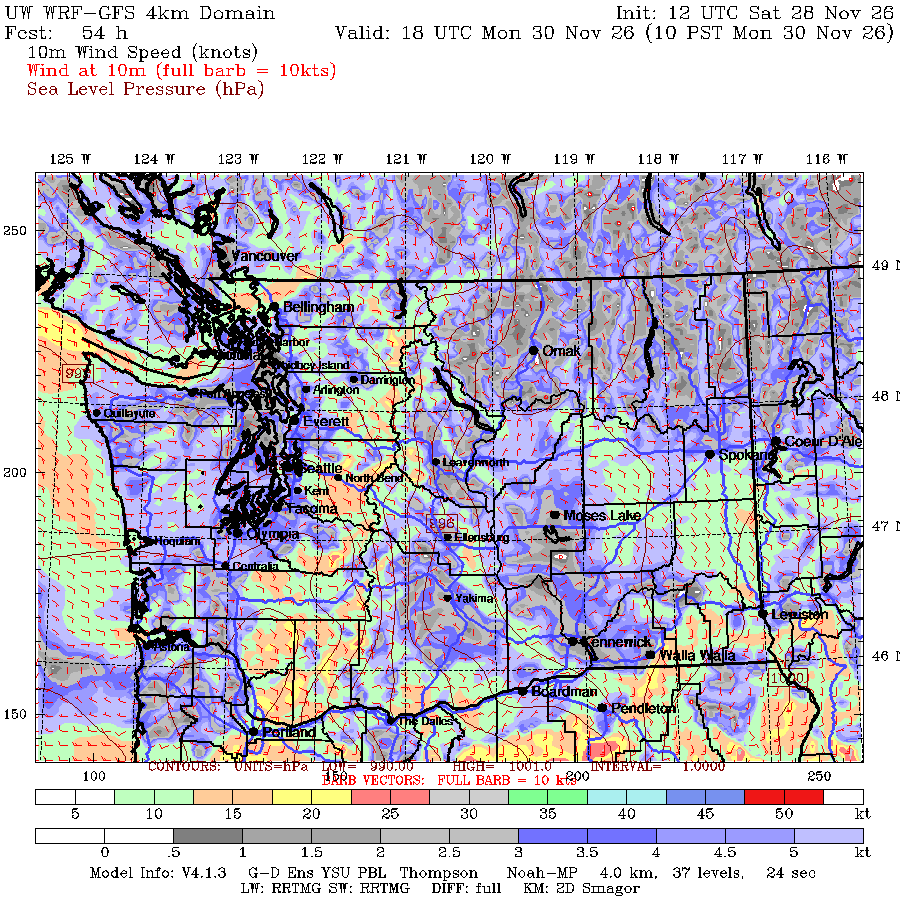 UW WRF-GFS 4km Domain Init: 12 UTC Sat 28 Nov 26
Fcst: 54 h Valid: 18 UTC Mon 30 Nov 26 (10 PST Mon 30 Nov 26)
10m Wind Speed (knots)
Wind at 10m (full barb = 10kts)
Sea Level Pressure (hPa)
125 W 124 W 123 W 122 W 121 W 120 W 119 W 118 W 117 W 116 W
250
Vancouver
49 N
Bellingham
Harbor
Omak
Whidbey Island
Darrington
Arlington
Port Angeles
48 N
Quillayute
Everett
Coeur D'Ale
Spokane
Leavenworth
200
Seattle
North Bend
Kent
Tacoma
Moses Lake
996
47 N
Olympia
Ellensburg
Hoquiam
Centralia
Yakima
Lewiston
Kennewick
Astoria
Walla Walla
46 N
1000
Boardman
Pendleton
150
The Dalles
Portland
CONTOURS: UNITS=hPa LOW= 990.00 HIGH= 1001.0 INTERVAL= 1.0000
100 150 200 250
BARB VECTORS: FULL BARB = 10 kts
5 10 15 20 25 30 35 40 45 50 kt
0 .5 1 1.5 2 2.5 3 3.5 4 4.5 5 kt
Model Info: V4.1.3 G-D Ens YSU PBL Thompson Noah-MP 4.0 km, 37 levels, 24 sec
LW: RRTMG SW: RRTMG DIFF: full KM: 2D Smagor